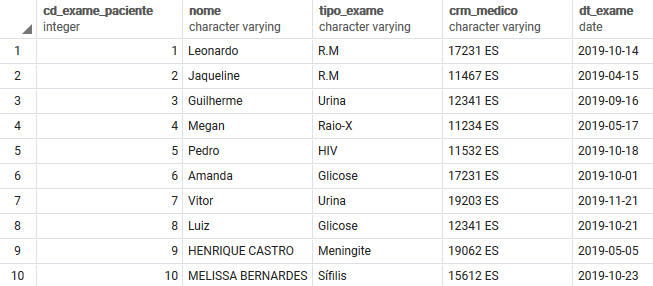 cd_exame_paciente nome tipo_exame crm_medico dt_exame
integer character varying character varying character varying date
1 1 Leonardo R.M 17231 ES 2019-10-14
2 2 Jaqueline R.M 11467 ES 2019-04-15
3 3 Guilherme Urina 12341 ES 2019-09-16
4 4 Megan Raio-X 11234 ES 2019-05-17
5 5 Pedro HIV 11532 ES 2019-10-18
6 6 Amanda Glicose 17231 ES 2019-10-01
7 7 Vitor Urina 19203 ES 2019-11-21
8 8 Luiz Glicose 12341 ES 2019-10-21
9 9 HENRIQUE CASTRO Meningite 19062 ES 2019-05-05
10 10 MELISSA BERNARDES Sífilis 15612 ES 2019-10-23